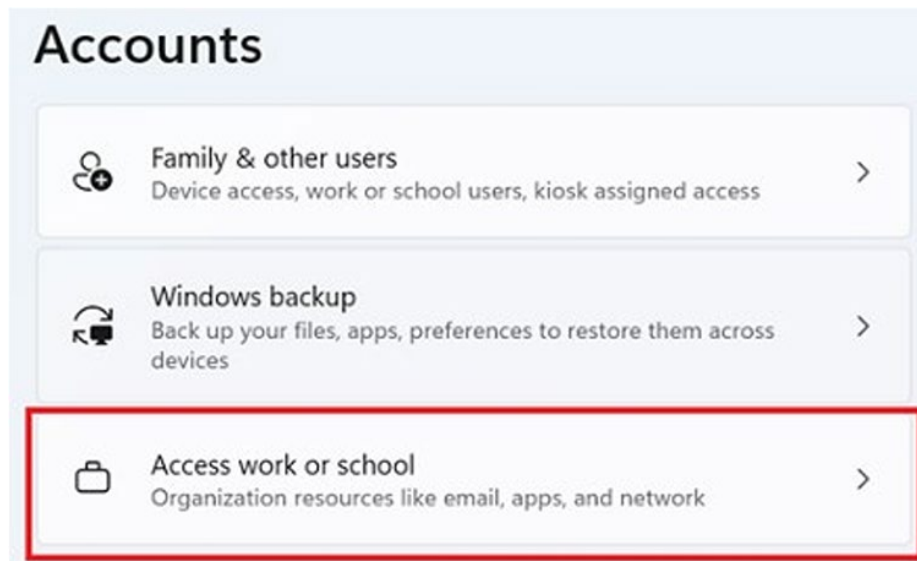 Accounts
Family & other users
Device access, work or school users, kiosk assigned access
Windows backup
Back up your files, apps, preferences to restore them across
devices
Access work or school
Organization resources like email, apps, and network